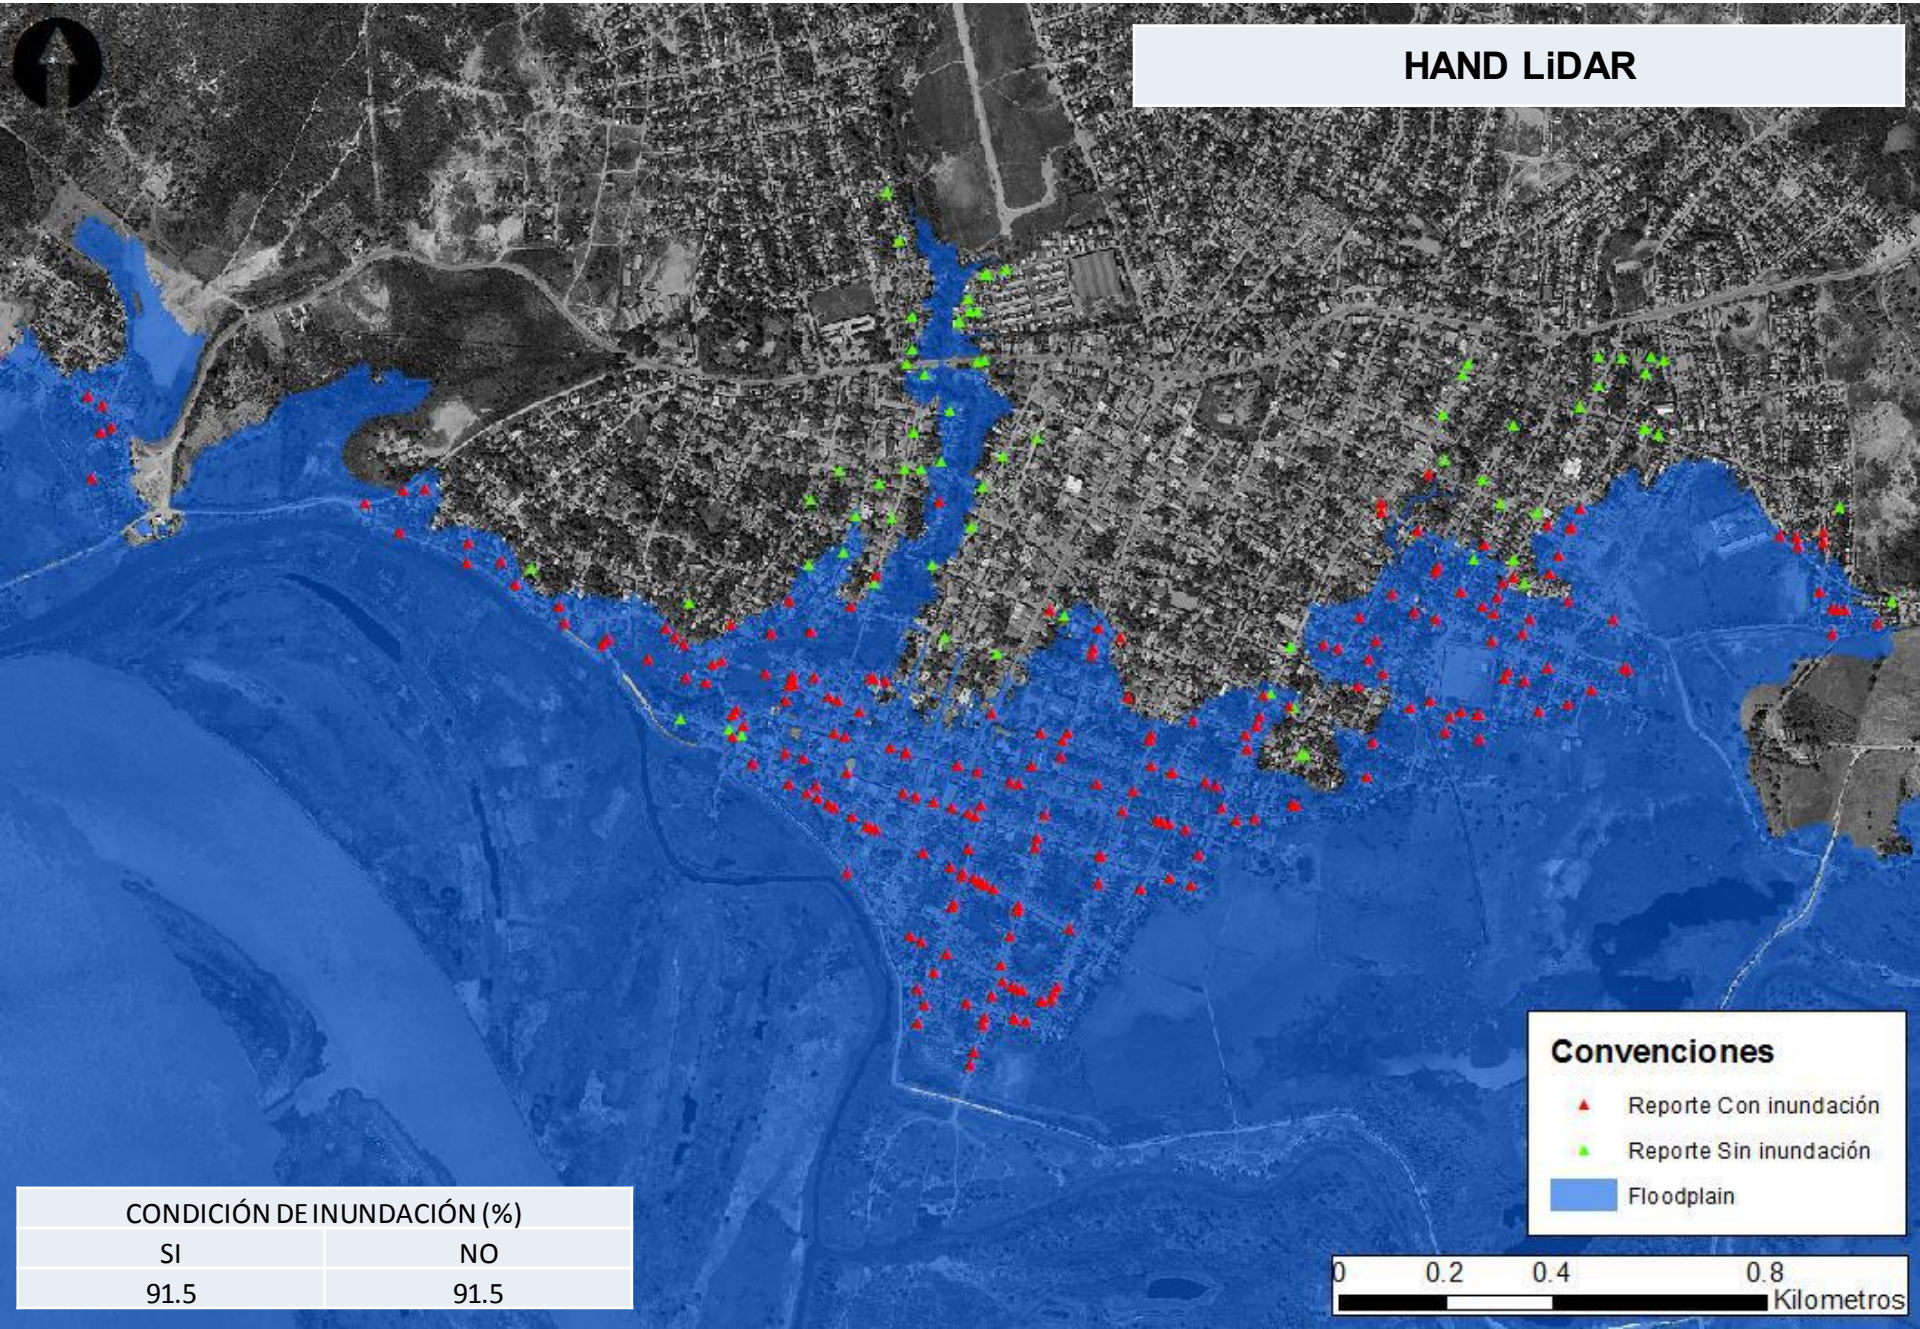 HAND LiDAR
Convenciones
Reporte Con inundación
Reporte Sin inundación
Floodplain
CONDICIÓN DE INUNDACIÓN (%)
SI NO
91.5 91.5
0 0.2 0.4 0.8
Kilometros